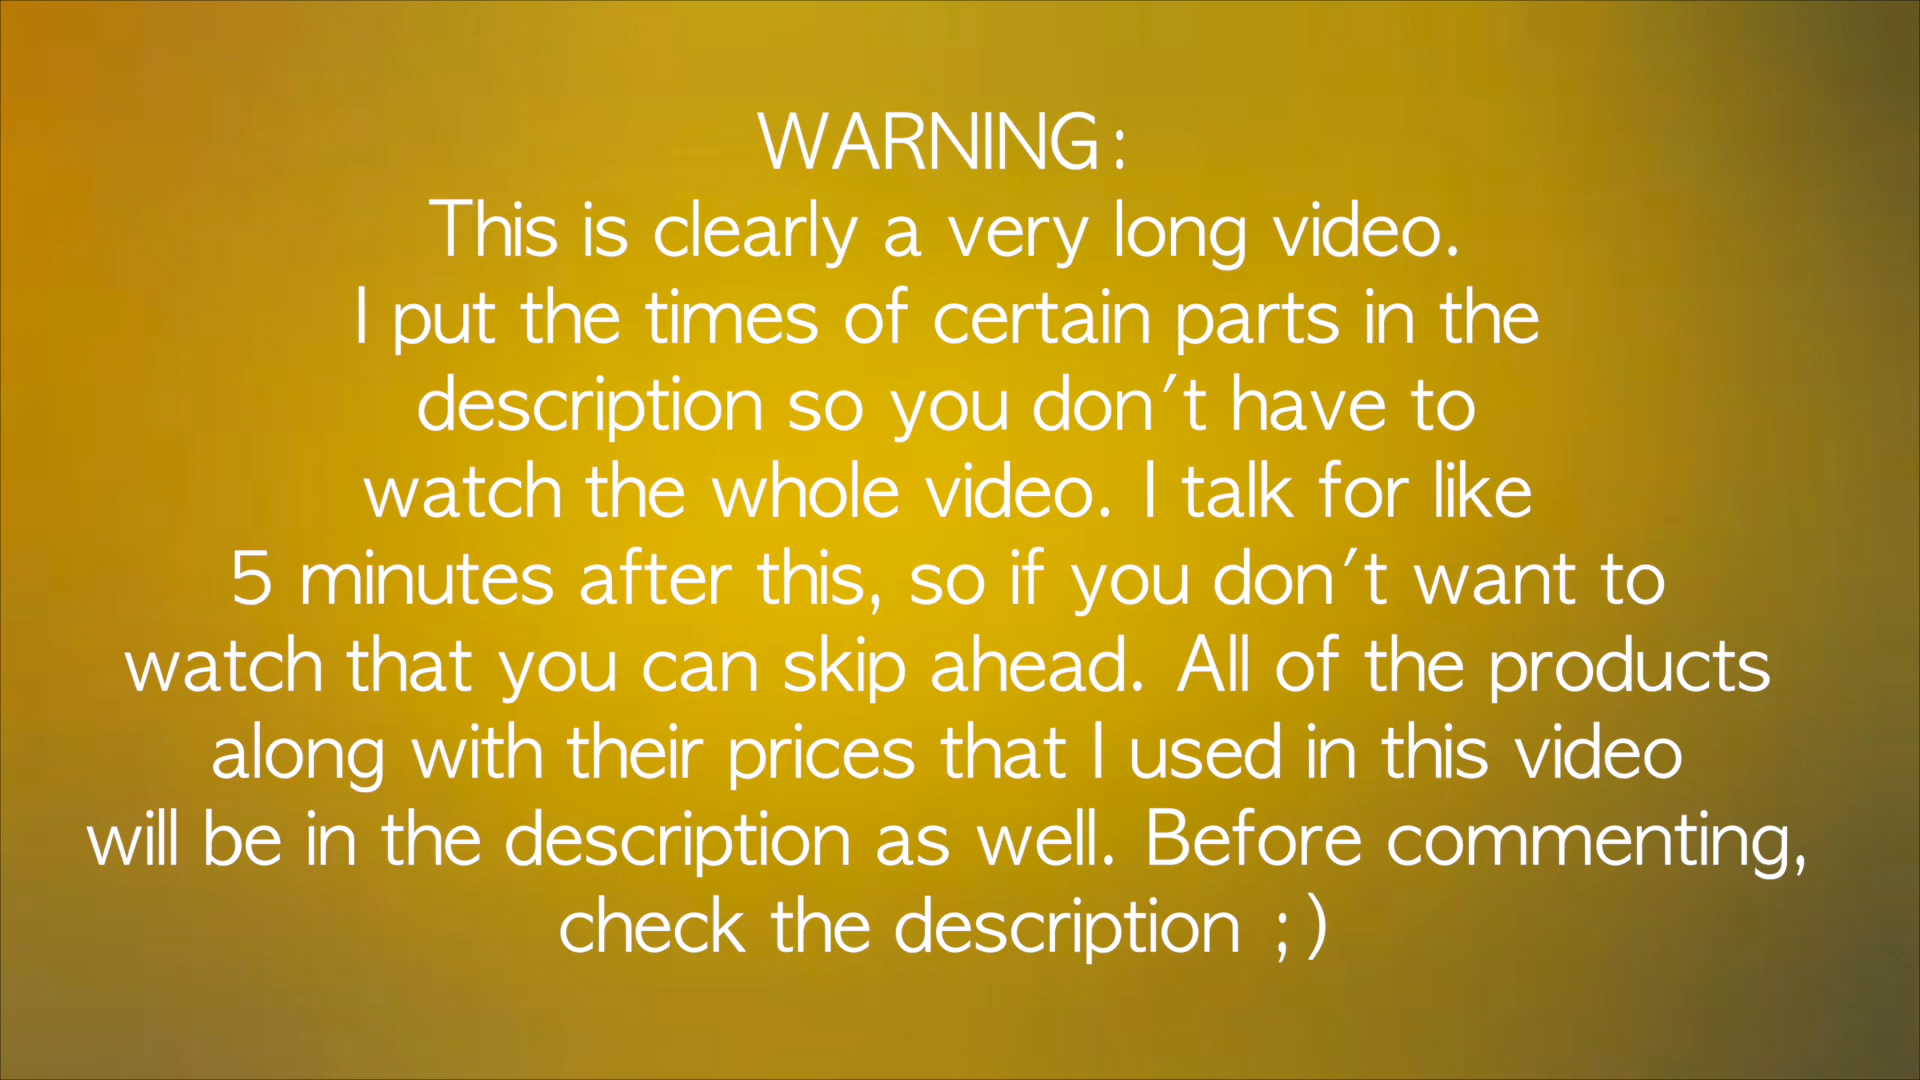 WARNING:
This is clearly a very long video.
I put the times of certain parts in the
description so you don't have to
watch the whole video. I talk for like
5 minutes after this, so if you don't want to
watch that you can skip ahead. All of the products
along with their prices that I used in this video
will be in the description as well. Before commenting,
check the description ;)